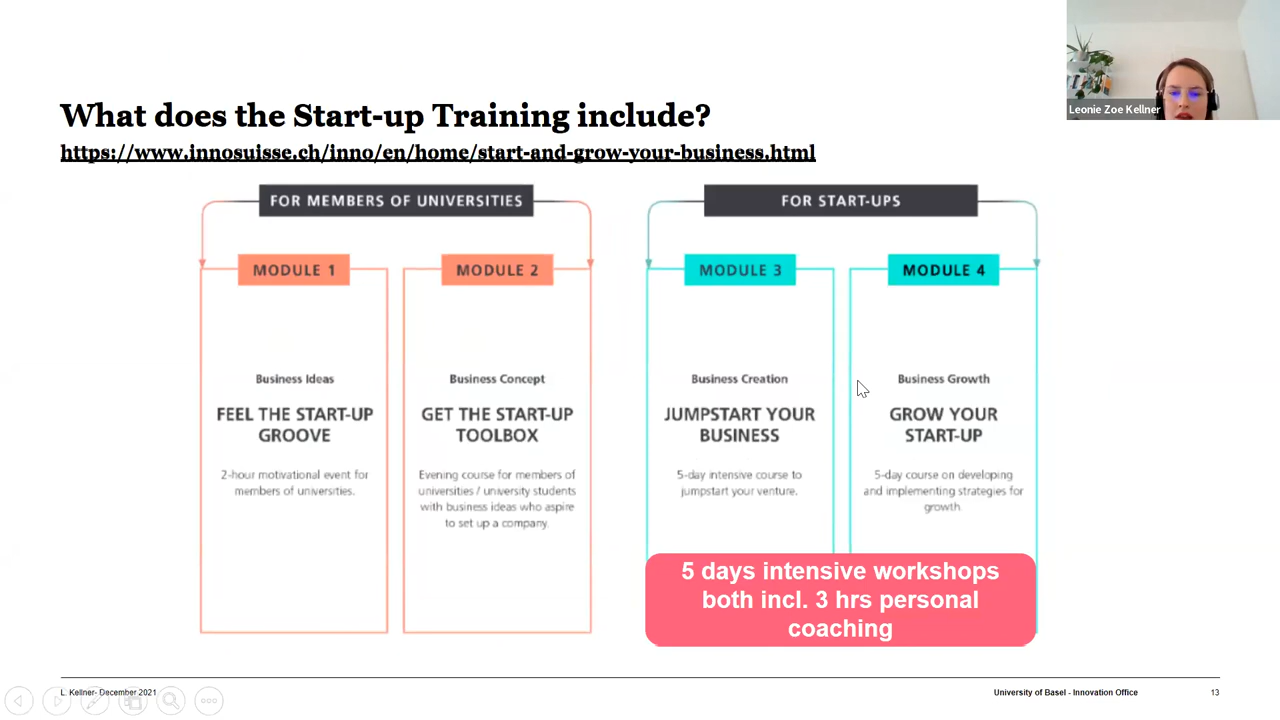 Leonie Zoe Kellner
What does the Start-up Training include?
https://www.innosuisse.ch/inno/en/home/start-and-grow-your-business.html
FOR MEMBERS OF UNIVERSITIES
MODULE 1
Business Ideas
FEEL THE START-UP
GROOVE
2-hour motivational event for
members of universities.
MODULE 2
Business Concept
GET THE START-UP
TOOLBOX
Evening course for members of
universities / university students
with business ideas who aspire
to set up a company.
FOR START-UPS
MODULE 3
Business Creation
JUMPSTART YOUR
BUSINESS
5-day intensive course to
jumpstart your venture.
MODULE 4
Business Growth
GROW YOUR
START-UP
5-day course on developing
and implementing strategies for
growth.
5 days intensive workshops
both incl. 3 hrs personal
coaching
L. Kellner- December 2021
University of Basel - Innovation Office
13